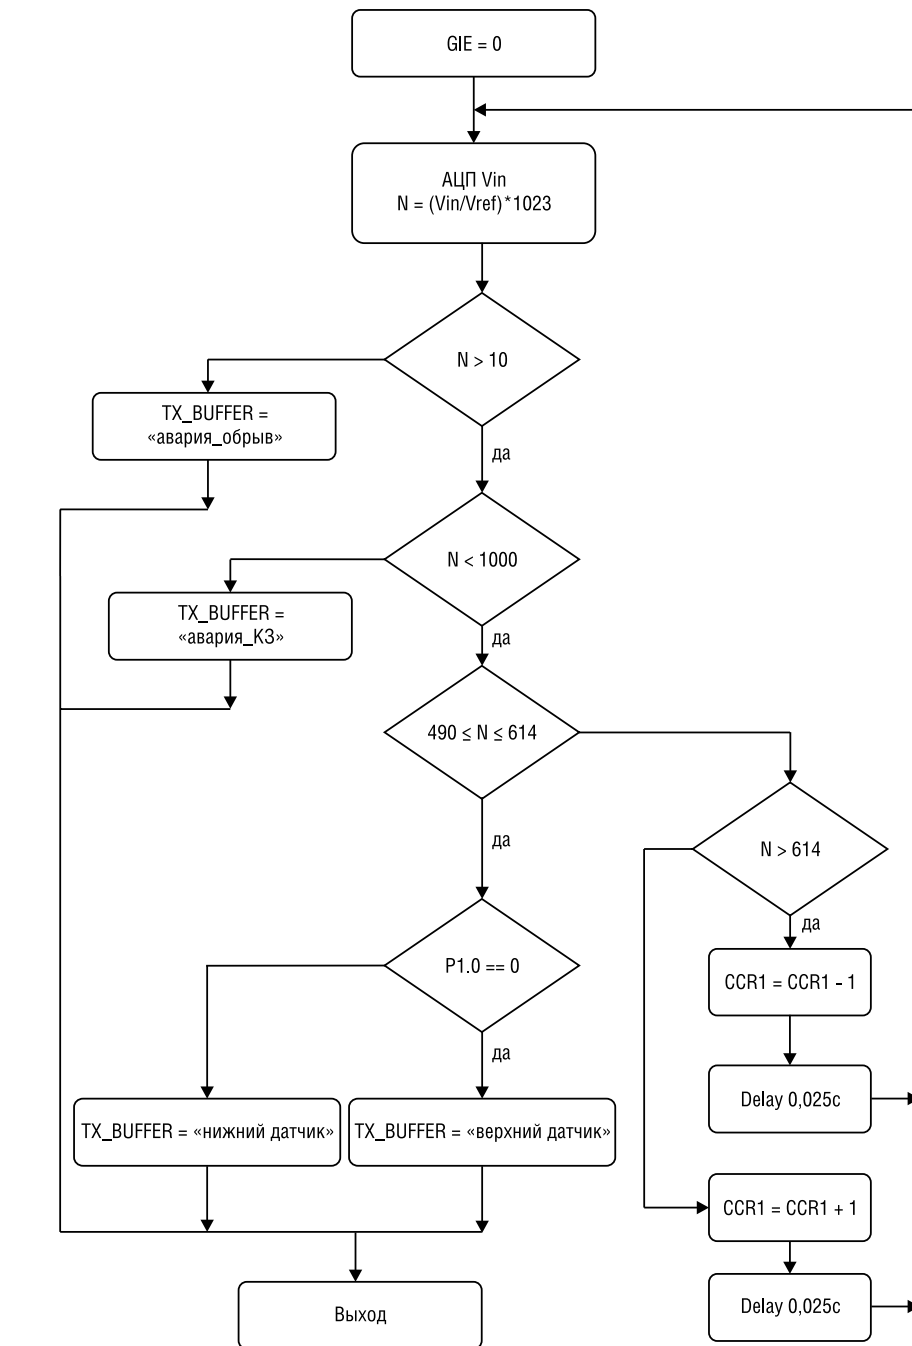 GIE = 0
АЦП Vin
N = (Vin/Vref)*1023
N > 10
TX_BUFFER =
«авария_обрыв»
да
N < 1000
TX_BUFFER =
«авария_КЗ»
да
490 ≤ N ≤ 614
N > 614
да
да
CCR1 = CCR1 - 1
P1.0 == 0
да
Delay 0,025с
TX_BUFFER = «нижний датчик»
TX_BUFFER = «верхний датчик»
CCR1 = CCR1 + 1
Delay 0,025с
Выход